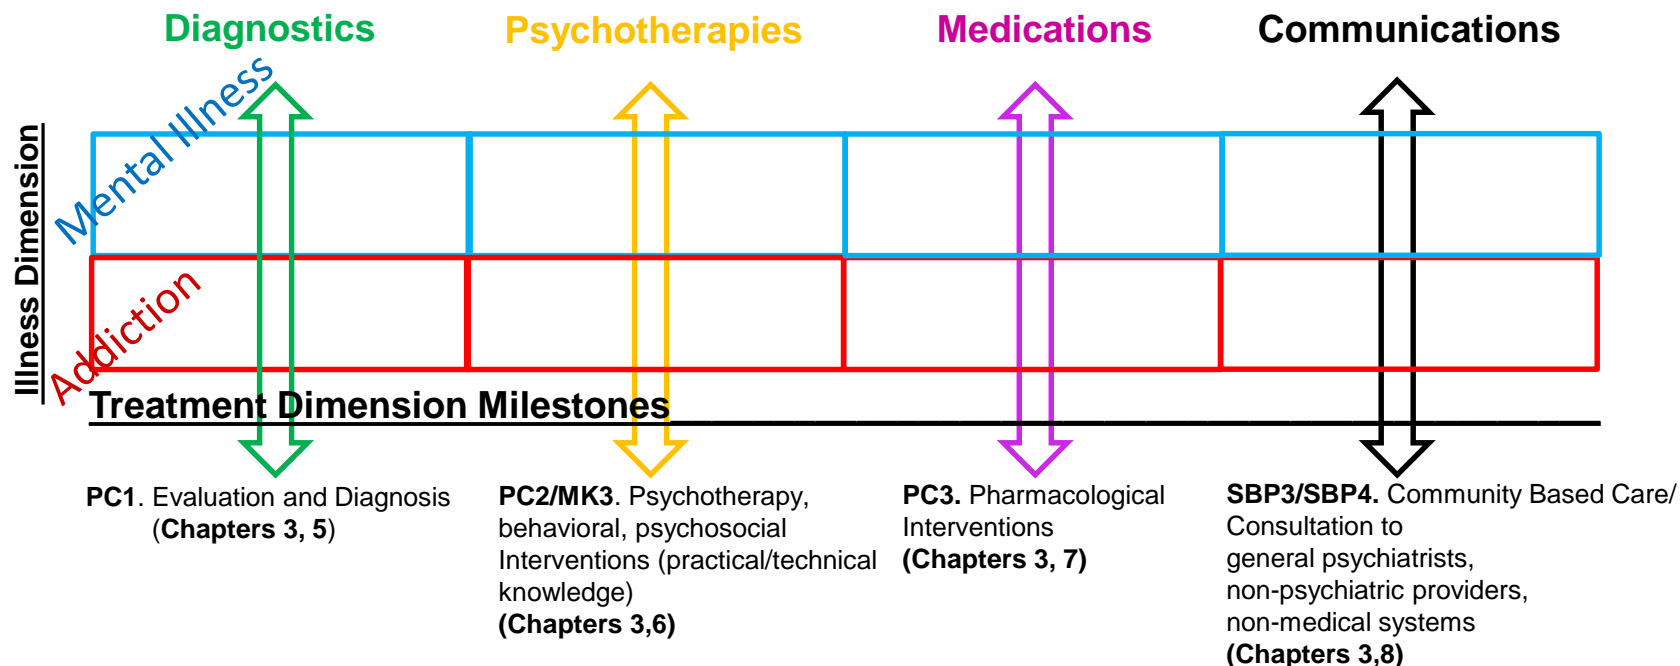 Diagnostics
Psychotherapies
Medications
Communications
Illness Dimension
Mental Illness
Addiction
Treatment Dimension Milestones
PC1. Evaluation and Diagnosis
(Chapters 3, 5)
PC2/MK3. Psychotherapy,
behavioral, psychosocial
Interventions (practical/technical
knowledge)
(Chapters 3,6)
PC3. Pharmacological
Interventions
(Chapters 3, 7)
SBP3/SBP4. Community Based Care/
Consultation to
general psychiatrists,
non-psychiatric providers,
non-medical systems
(Chapters 3,8)